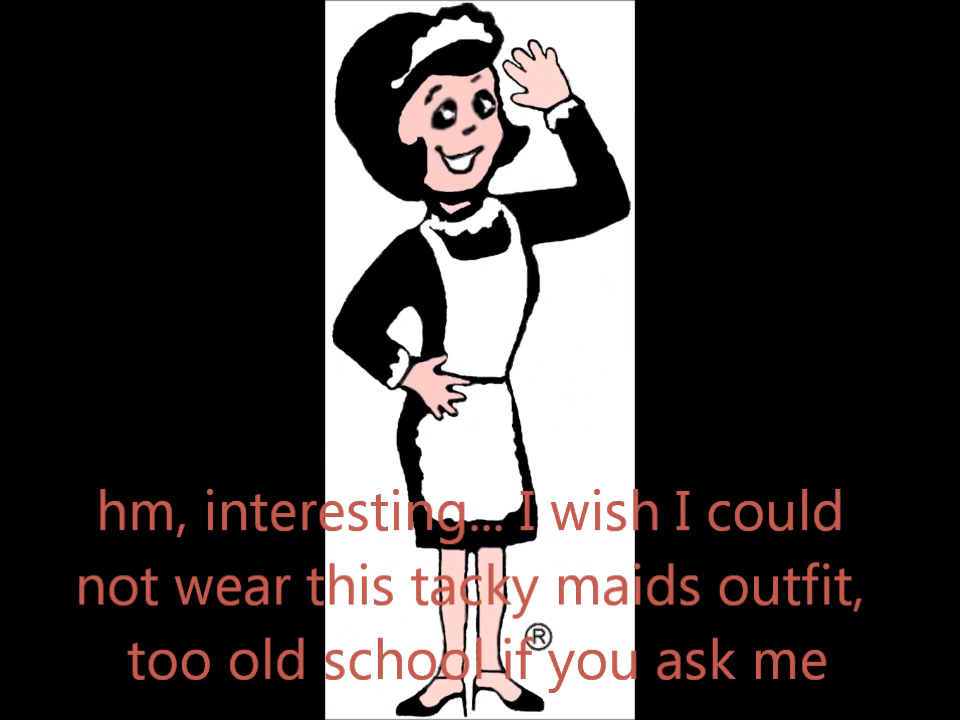 hm, interesting... I wish I could
not wear this tacky maids outfit,
too old school if you ask me
®